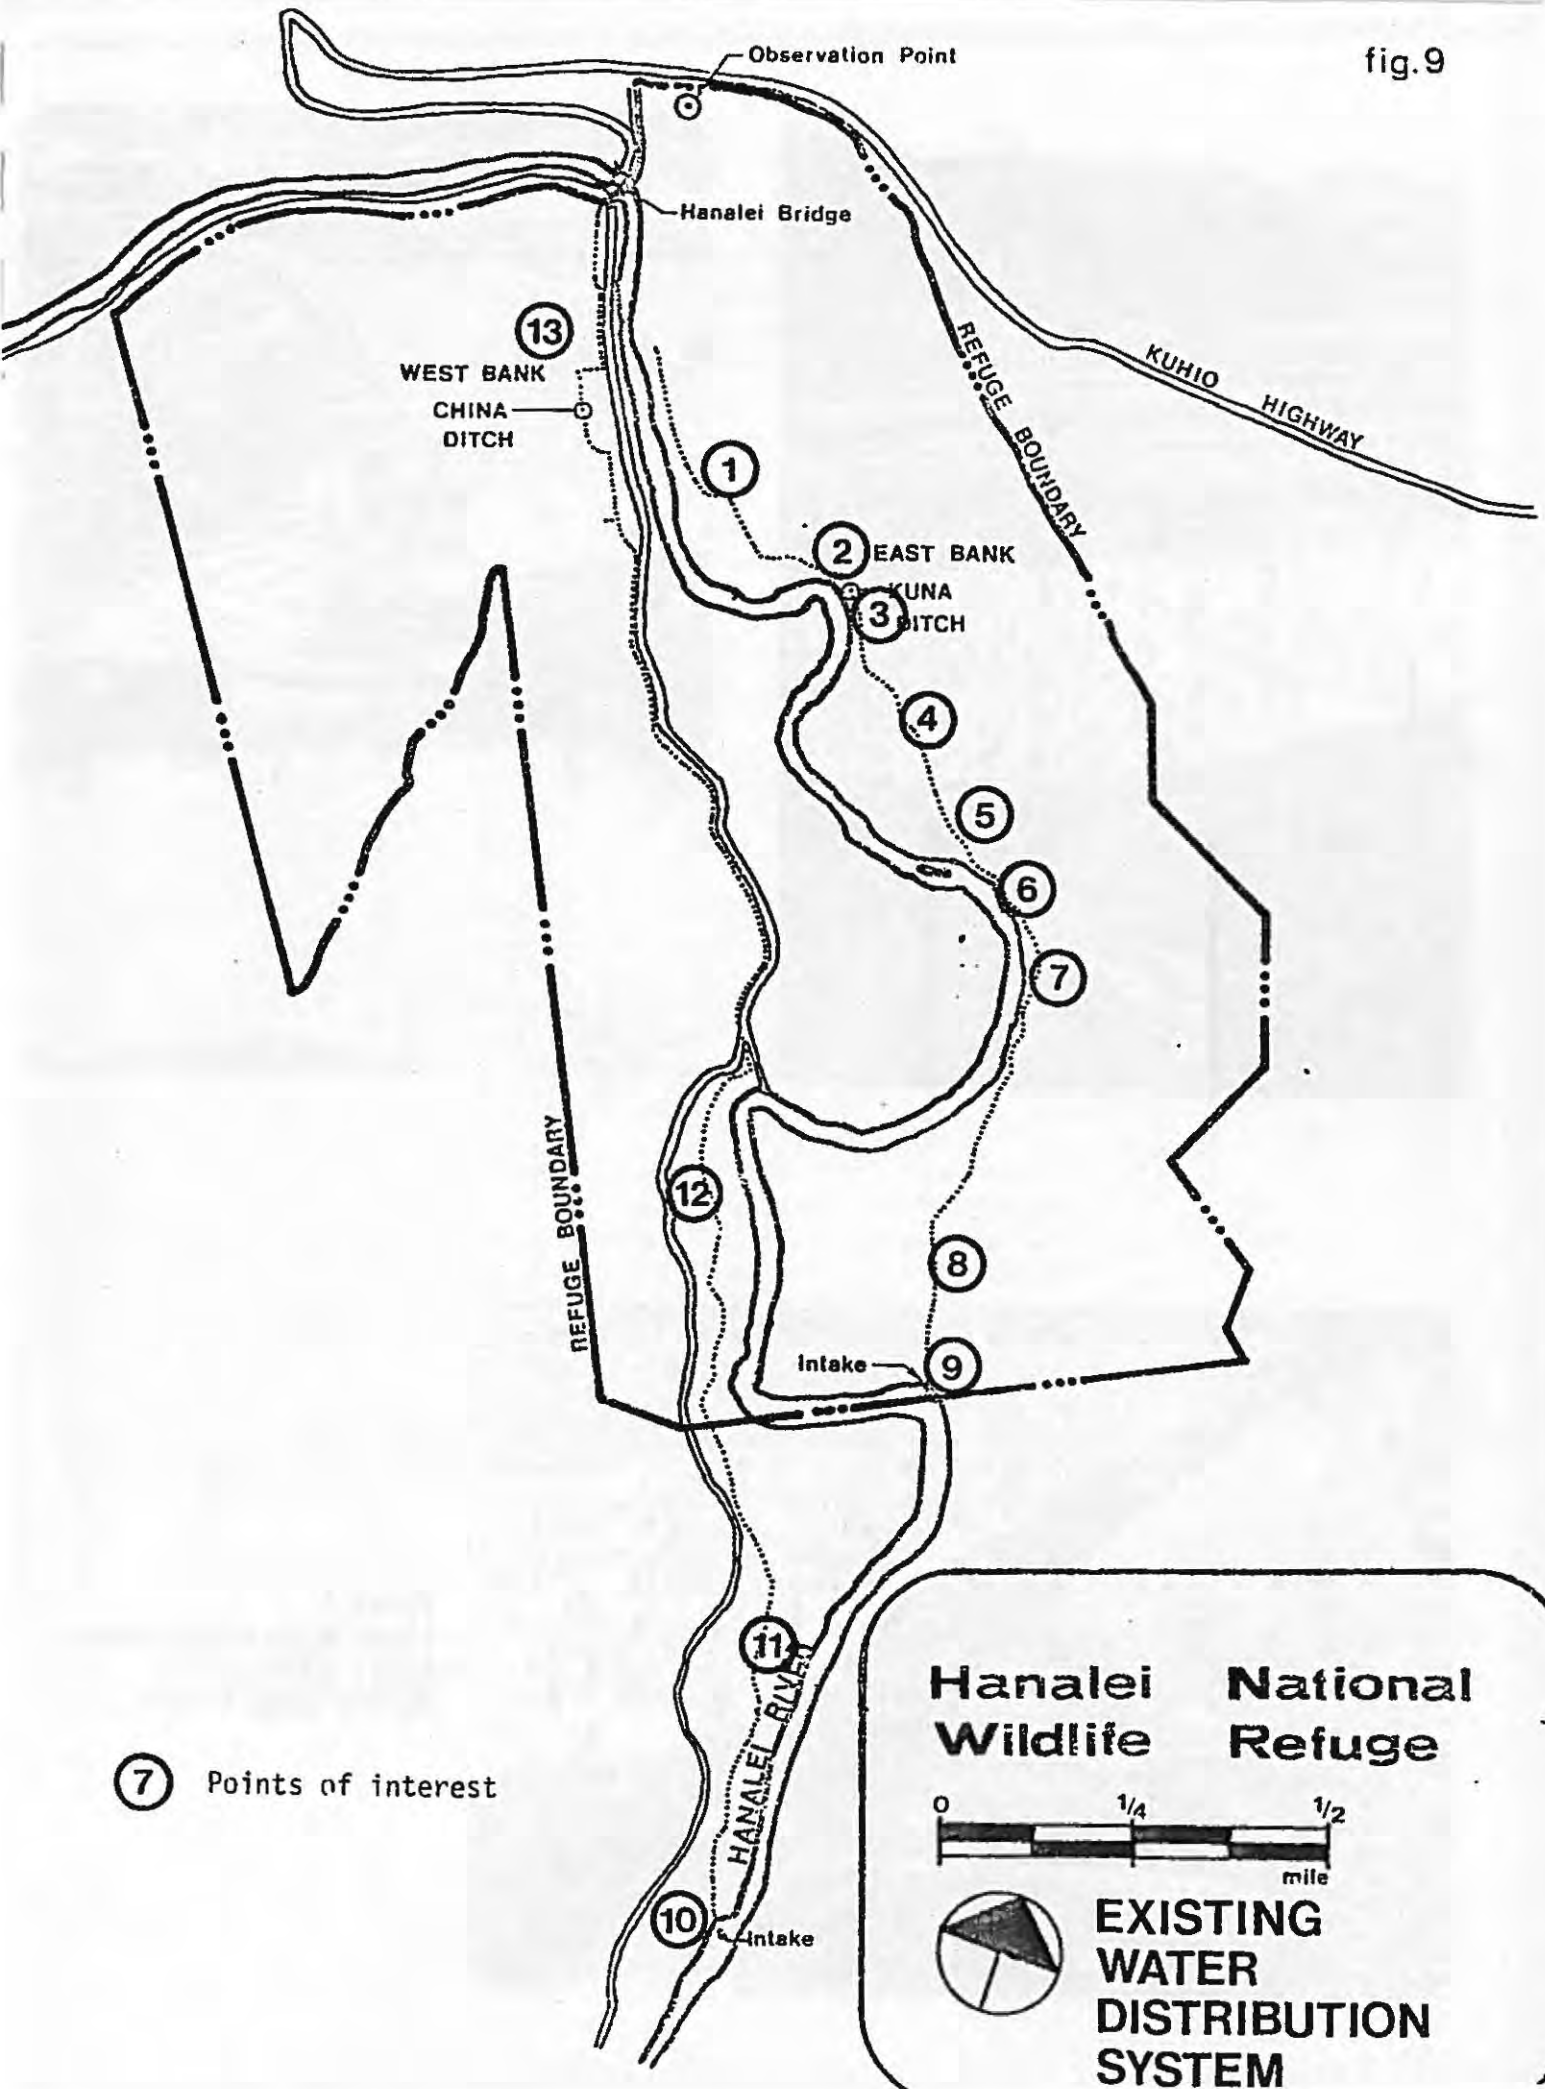 fig.9
Observation Point
Hanalei Bridge
13
WEST BANK
CHINA
DITCH
REFUGE BOUNDARY
KUHIO HIGHWAY
1
2
EAST BANK
KUNA
3
DITCH
4
5
6
7
REFUGE BOUNDARY
12
8
Intake
9
11
HANALEI RIVER
10
Intake
7 Points of interest
Hanalei National
Wildlife Refuge
0 1/4 1/2
mile
EXISTING
WATER
DISTRIBUTION
SYSTEM